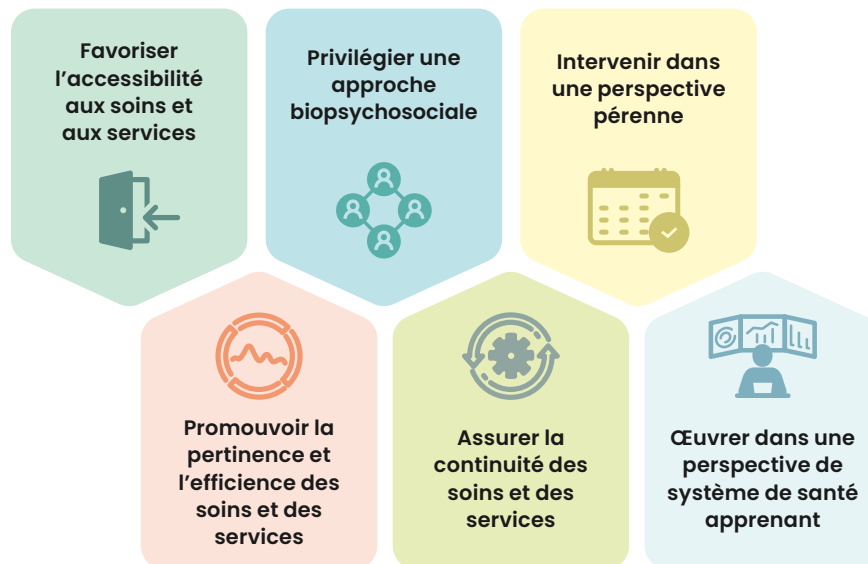 Favoriser
l’accessibilité
aux soins et
aux services
Privilégier une
approche
biopsychosociale
Intervenir dans
une perspective
pérenne
Promouvoir la
pertinence et
l’efficience des
soins et des
services
Assurer la
continuité des
soins et des
services
Œuvrer dans une
perspective de
système de santé
apprenant